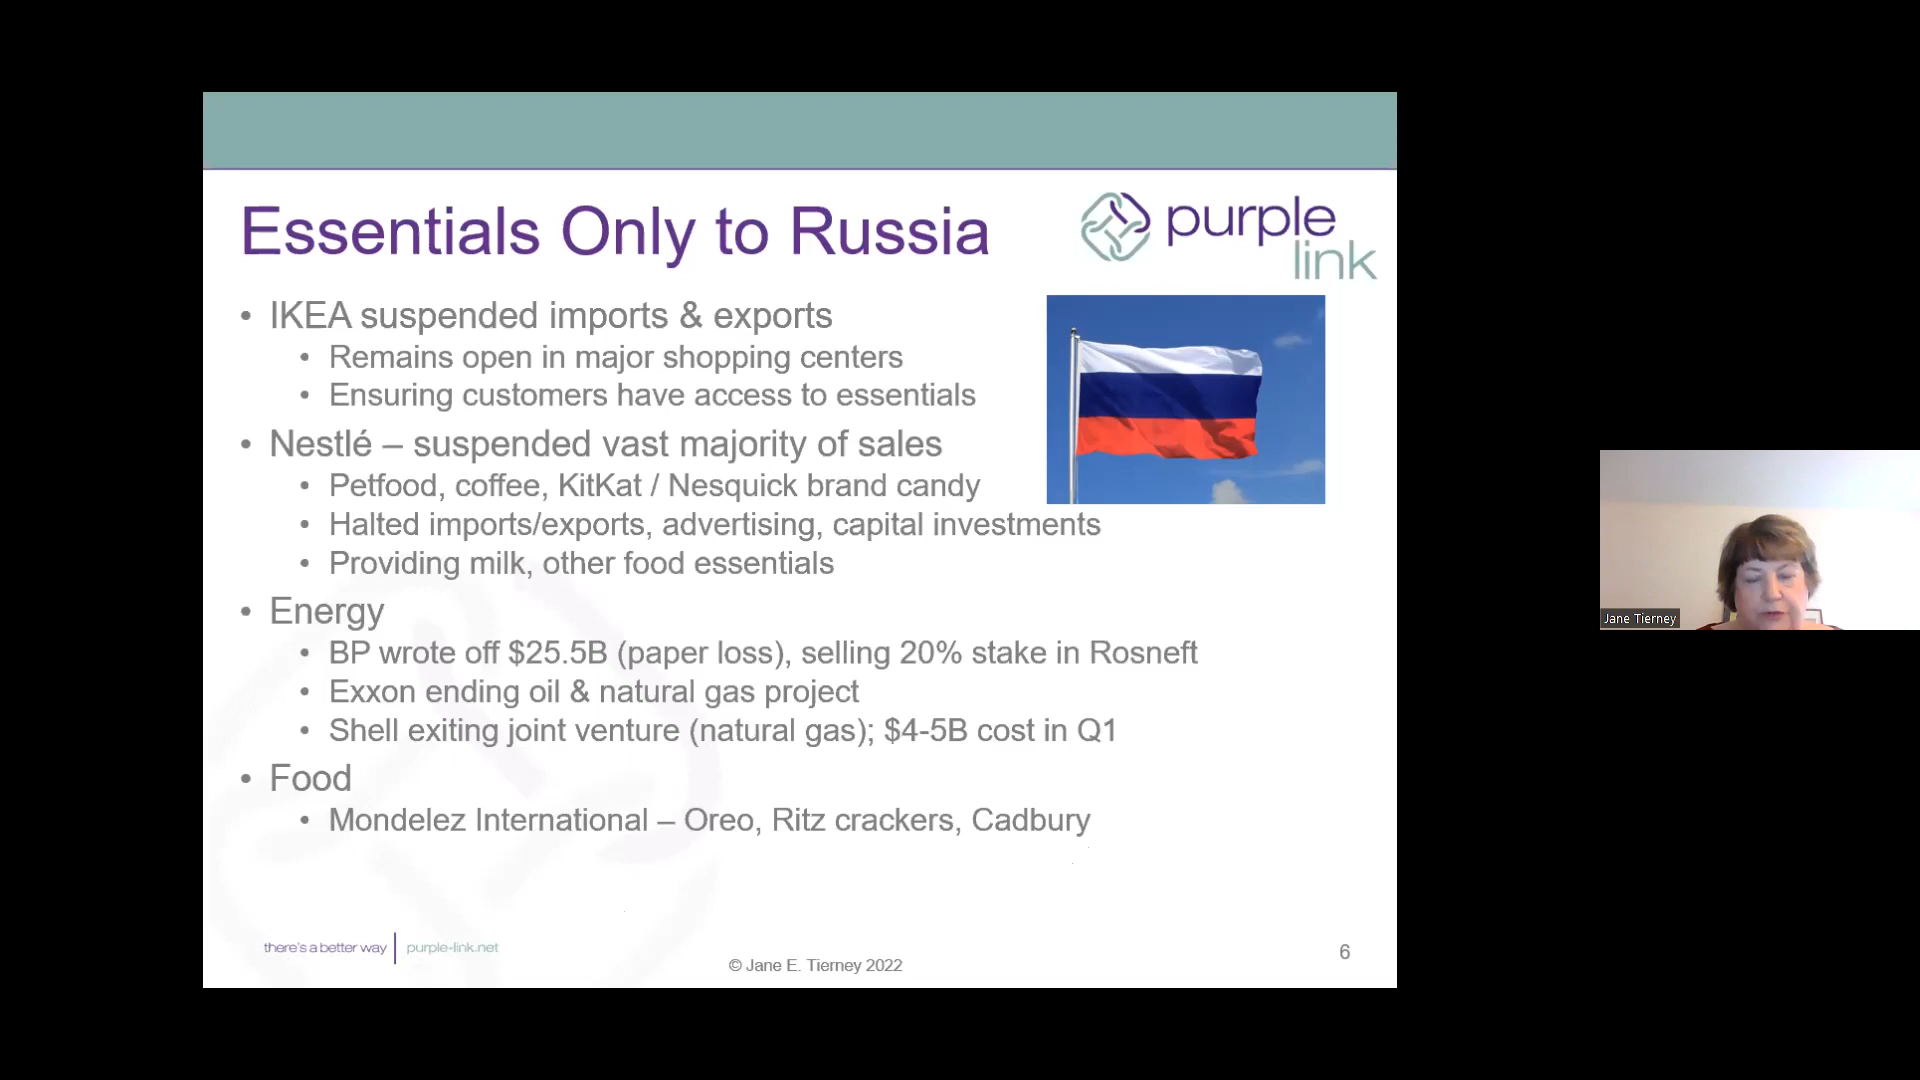 Essentials Only to Russia
purple
link
• IKEA suspended imports & exports
• Remains open in major shopping centers
• Ensuring customers have access to essentials
• Nestlé – suspended vast majority of sales
• Petfood, coffee, KitKat / Nesquick brand candy
• Halted imports/exports, advertising, capital investments
• Providing milk, other food essentials
• Energy
• BP wrote off $25.5B (paper loss), selling 20% stake in Rosneft
• Exxon ending oil & natural gas project
• Shell exiting joint venture (natural gas); $4-5B cost in Q1
• Food
• Mondelez International – Oreo, Ritz crackers, Cadbury
there's a better way | purple-link.net
© Jane E. Tierney 2022
6
Jane Tierney